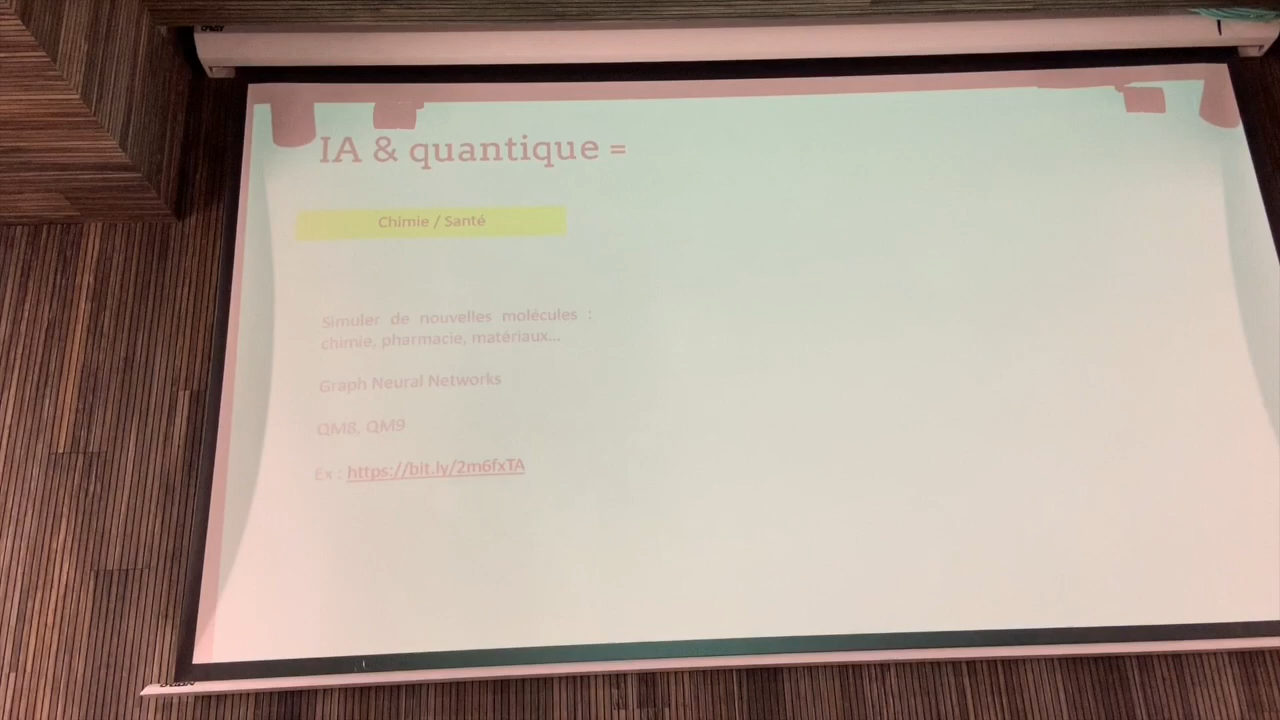 IA & quantique =
Chimie / Santé
Simuler de nouvelles molécules :
chimie, pharmacie, matériaux...
Graph Neural Networks
QM8, QM9
Ex : https://bit.ly/2m6fxTA